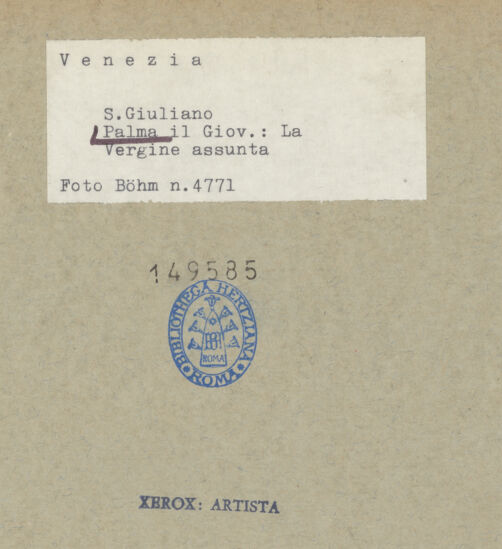 Venezia
S.Giuliano
Palma il Giov.: La
Vergine assunta
Foto Böhm n.4771
149585
BIBLIOTHECA HERTZIANA
ROMA
ROMA
XEROX: ARTISTA